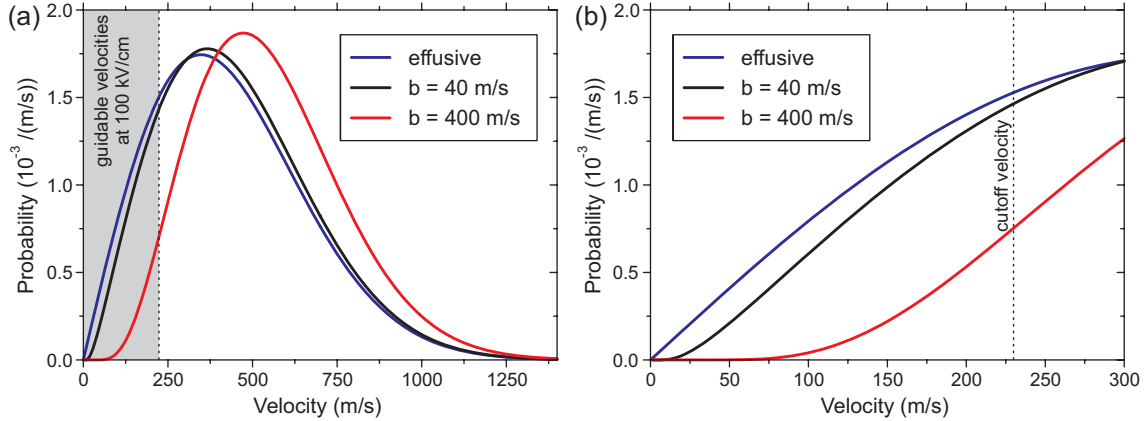 (a)
2.0
1.5
1.0
0.5
0.0
Probability (10⁻³ /(m/s))
guidable velocities
at 100 kV/cm
effusive
b = 40 m/s
b = 400 m/s
0 250 500 750 1000 1250
Velocity (m/s)
(b)
2.0
1.5
1.0
0.5
0.0
Probability (10⁻³ /(m/s))
effusive
b = 40 m/s
b = 400 m/s
cutoff velocity
0 50 100 150 200 250 300
Velocity (m/s)